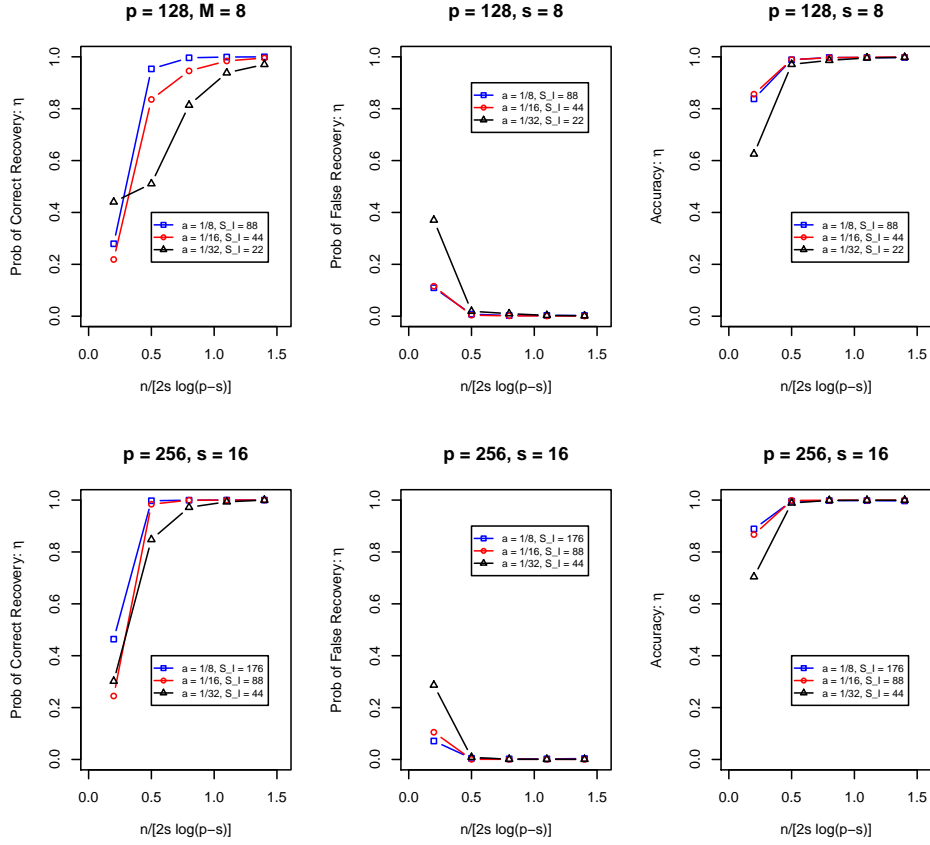 p = 128, M = 8
Prob of Correct Recovery: η
1.0
0.8
0.6
0.4
0.2
0.0
a = 1/8, S_I = 88
a = 1/16, S_I = 44
a = 1/32, S_I = 22
0.0 0.5 1.0 1.5
n/[2s log(p−s)]
p = 128, s = 8
Prob of False Recovery: η
1.0
0.8
0.6
0.4
0.2
0.0
a = 1/8, S_I = 88
a = 1/16, S_I = 44
a = 1/32, S_I = 22
0.0 0.5 1.0 1.5
n/[2s log(p−s)]
p = 128, s = 8
Accuracy: η
1.0
0.8
0.6
0.4
0.2
0.0
a = 1/8, S_I = 88
a = 1/16, S_I = 44
a = 1/32, S_I = 22
0.0 0.5 1.0 1.5
n/[2s log(p−s)]
p = 256, s = 16
Prob of Correct Recovery: η
1.0
0.8
0.6
0.4
0.2
0.0
a = 1/8, S_I = 176
a = 1/16, S_I = 88
a = 1/32, S_I = 44
0.0 0.5 1.0 1.5
n/[2s log(p−s)]
p = 256, s = 16
Prob of False Recovery: η
1.0
0.8
0.6
0.4
0.2
0.0
a = 1/8, S_I = 176
a = 1/16, S_I = 88
a = 1/32, S_I = 44
0.0 0.5 1.0 1.5
n/[2s log(p−s)]
p = 256, s = 16
Accuracy: η
1.0
0.8
0.6
0.4
0.2
0.0
a = 1/8, S_I = 176
a = 1/16, S_I = 88
a = 1/32, S_I = 44
0.0 0.5 1.0 1.5
n/[2s log(p−s)]